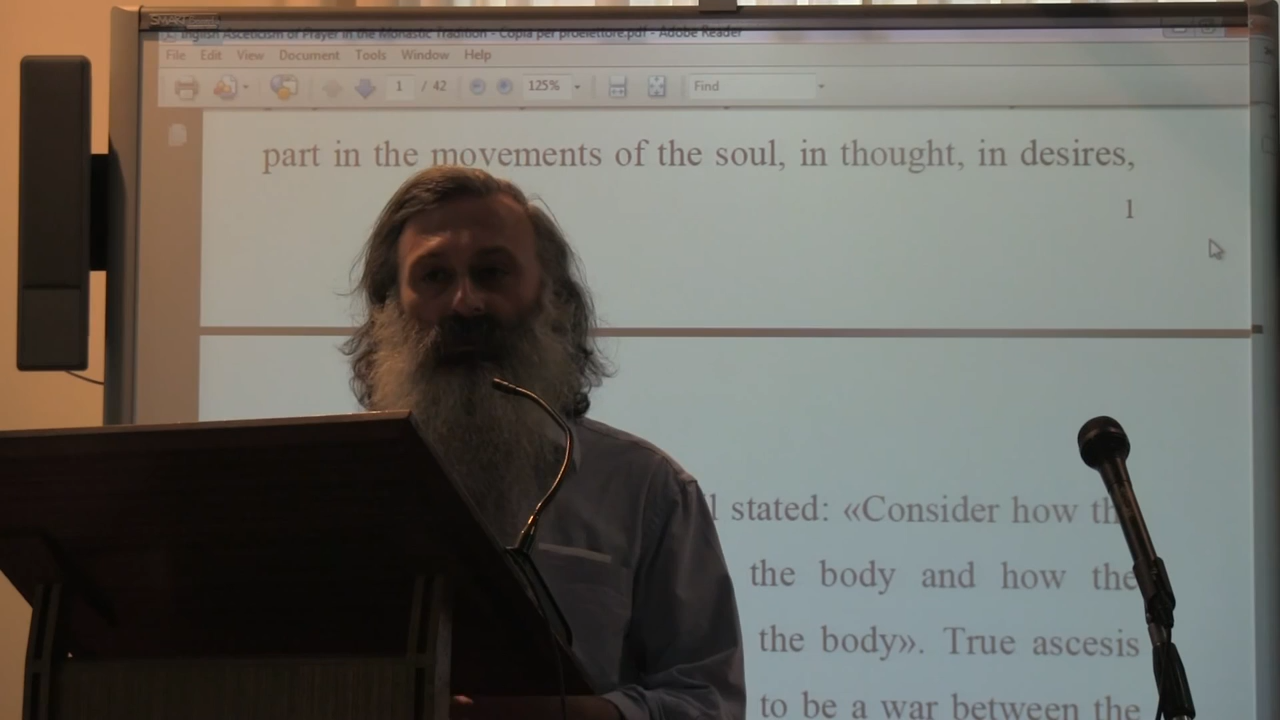 SMART
English Asceticism of Prayer in the Monastic Tradition - Copia per proiettore.pdf - Adobe Reader
File Edit View Document Tools Window Help
1 / 42 125% Find
part in the movements of the soul, in thought, in desires,
1
stated: «Consider how the
the body and how the
the body». True ascesis
to be a war between the